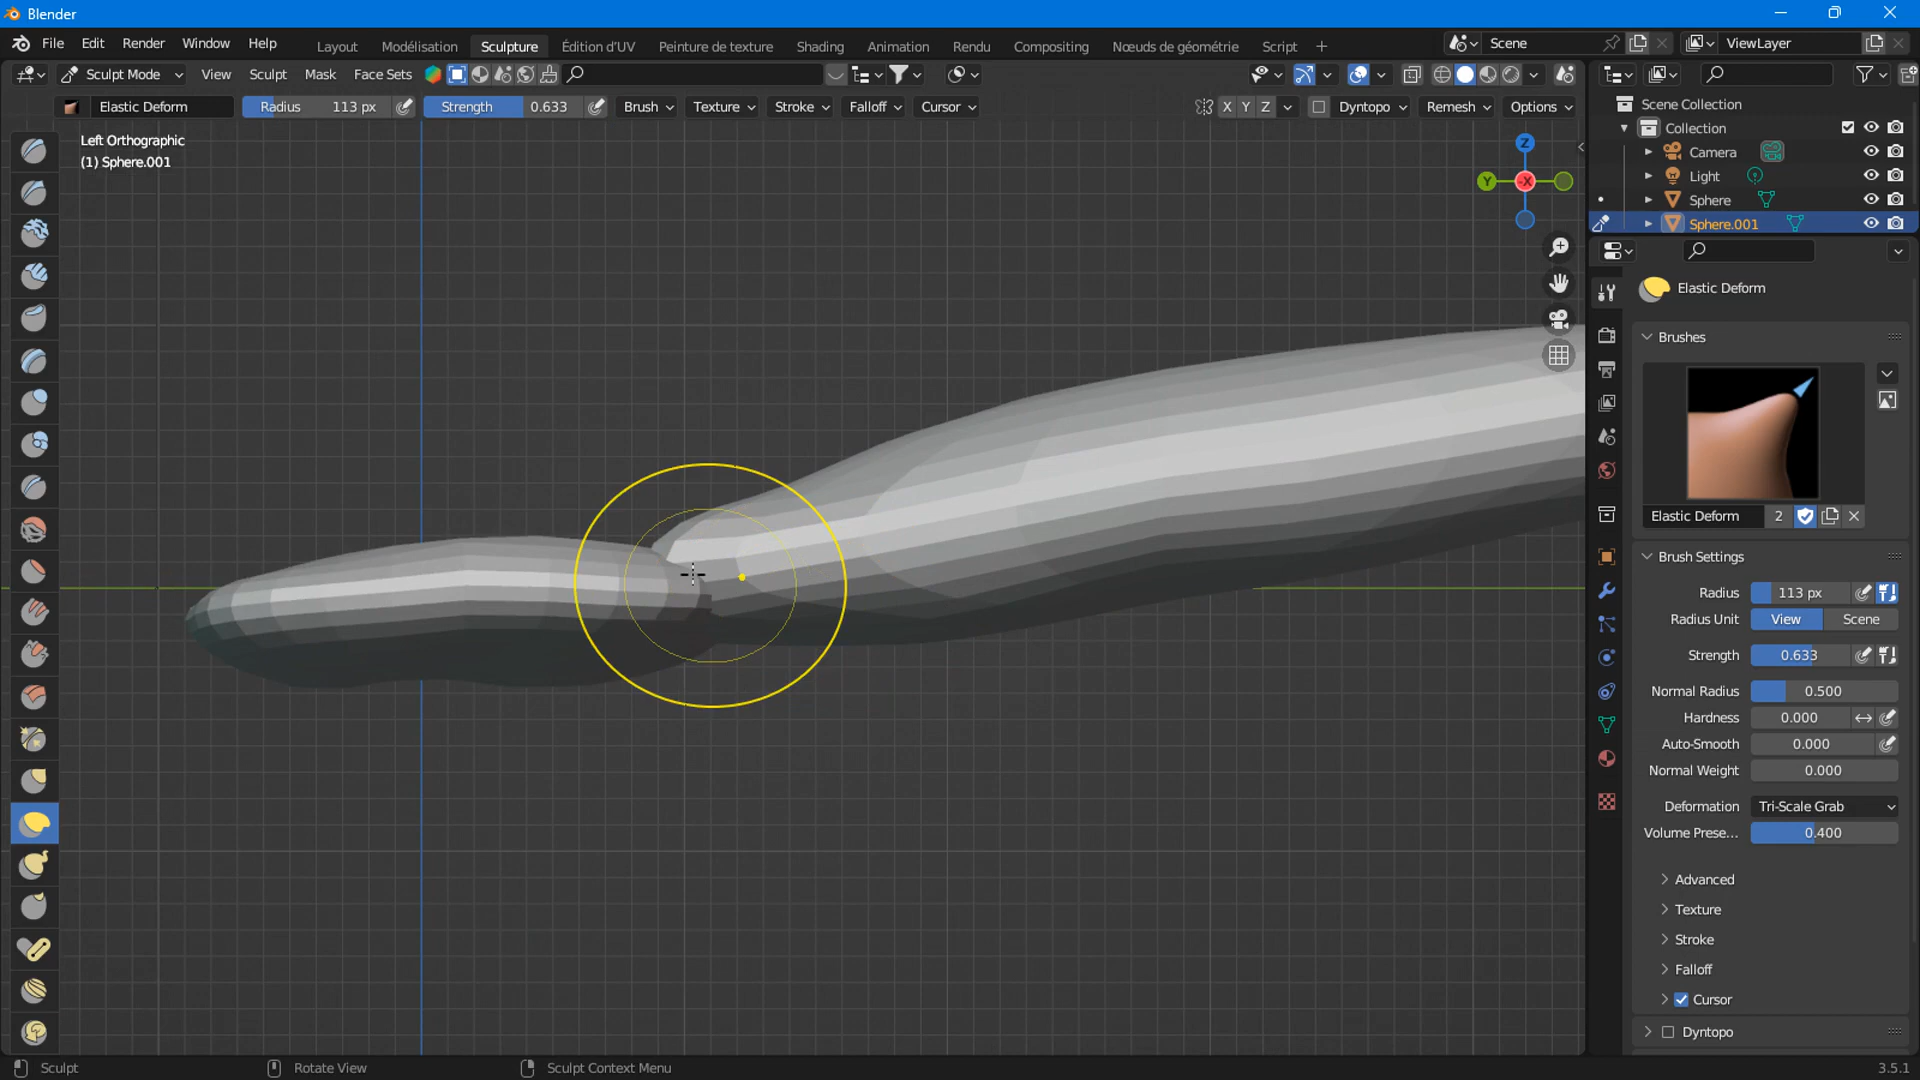 Blender
File Edit Render Window Help Layout Modélisation Sculpture Édition d'UV Peinture de texture Shading Animation Rendu Compositing Nœuds de géométrie Script + Scene ViewLayer
Sculpt Mode View Sculpt Mask Face Sets
Elastic Deform Radius 113 px Strength 0.633 Brush Texture Stroke Falloff Cursor X Y Z Dyntopo Remesh Options
Left Orthographic
(1) Sphere.001
Z
Y -X
Scene Collection
Collection
Camera
Light
Sphere
Sphere.001
Elastic Deform
Brushes
Elastic Deform 2
Brush Settings
Radius 113 px
Radius Unit View Scene
Strength 0.633
Normal Radius 0.500
Hardness 0.000
Auto-Smooth 0.000
Normal Weight 0.000
Deformation Tri-Scale Grab
Volume Prese... 0.400
Advanced
Texture
Stroke
Falloff
Cursor
Dyntopo
Sculpt Rotate View Sculpt Context Menu 3.5.1